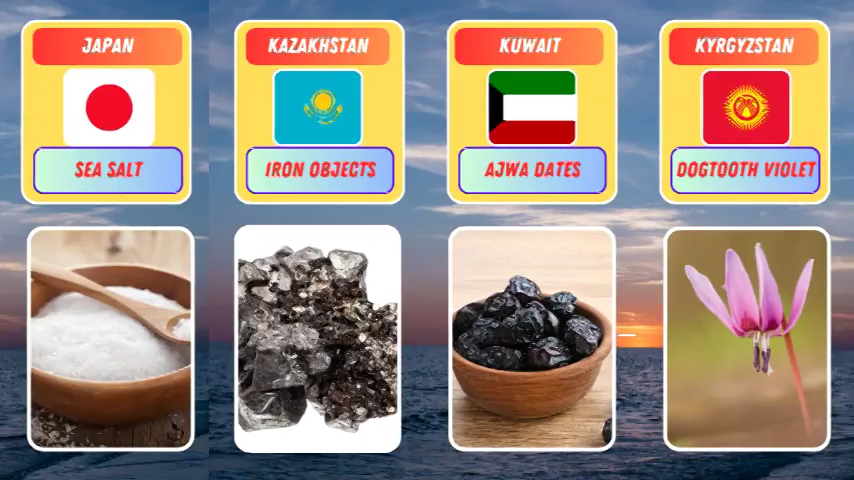 JAPAN
KAZAKHSTAN
KUWAIT
KYRGYZSTAN
SEA SALT
IRON OBJECTS
AJWA DATES
DOGTOOTH VIOLET